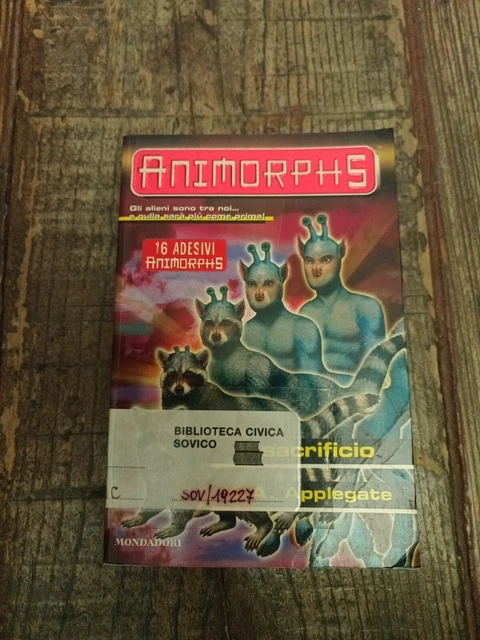 ANIMORPHS
Gli alieni sono tra noi...
e nulla sarà più come prima!
16 ADESIVI
ANIMORPHS
BIBLIOTECA CIVICA
SOVICO
sacrificio
Applegate
C
SOV/19227
MONDADORI